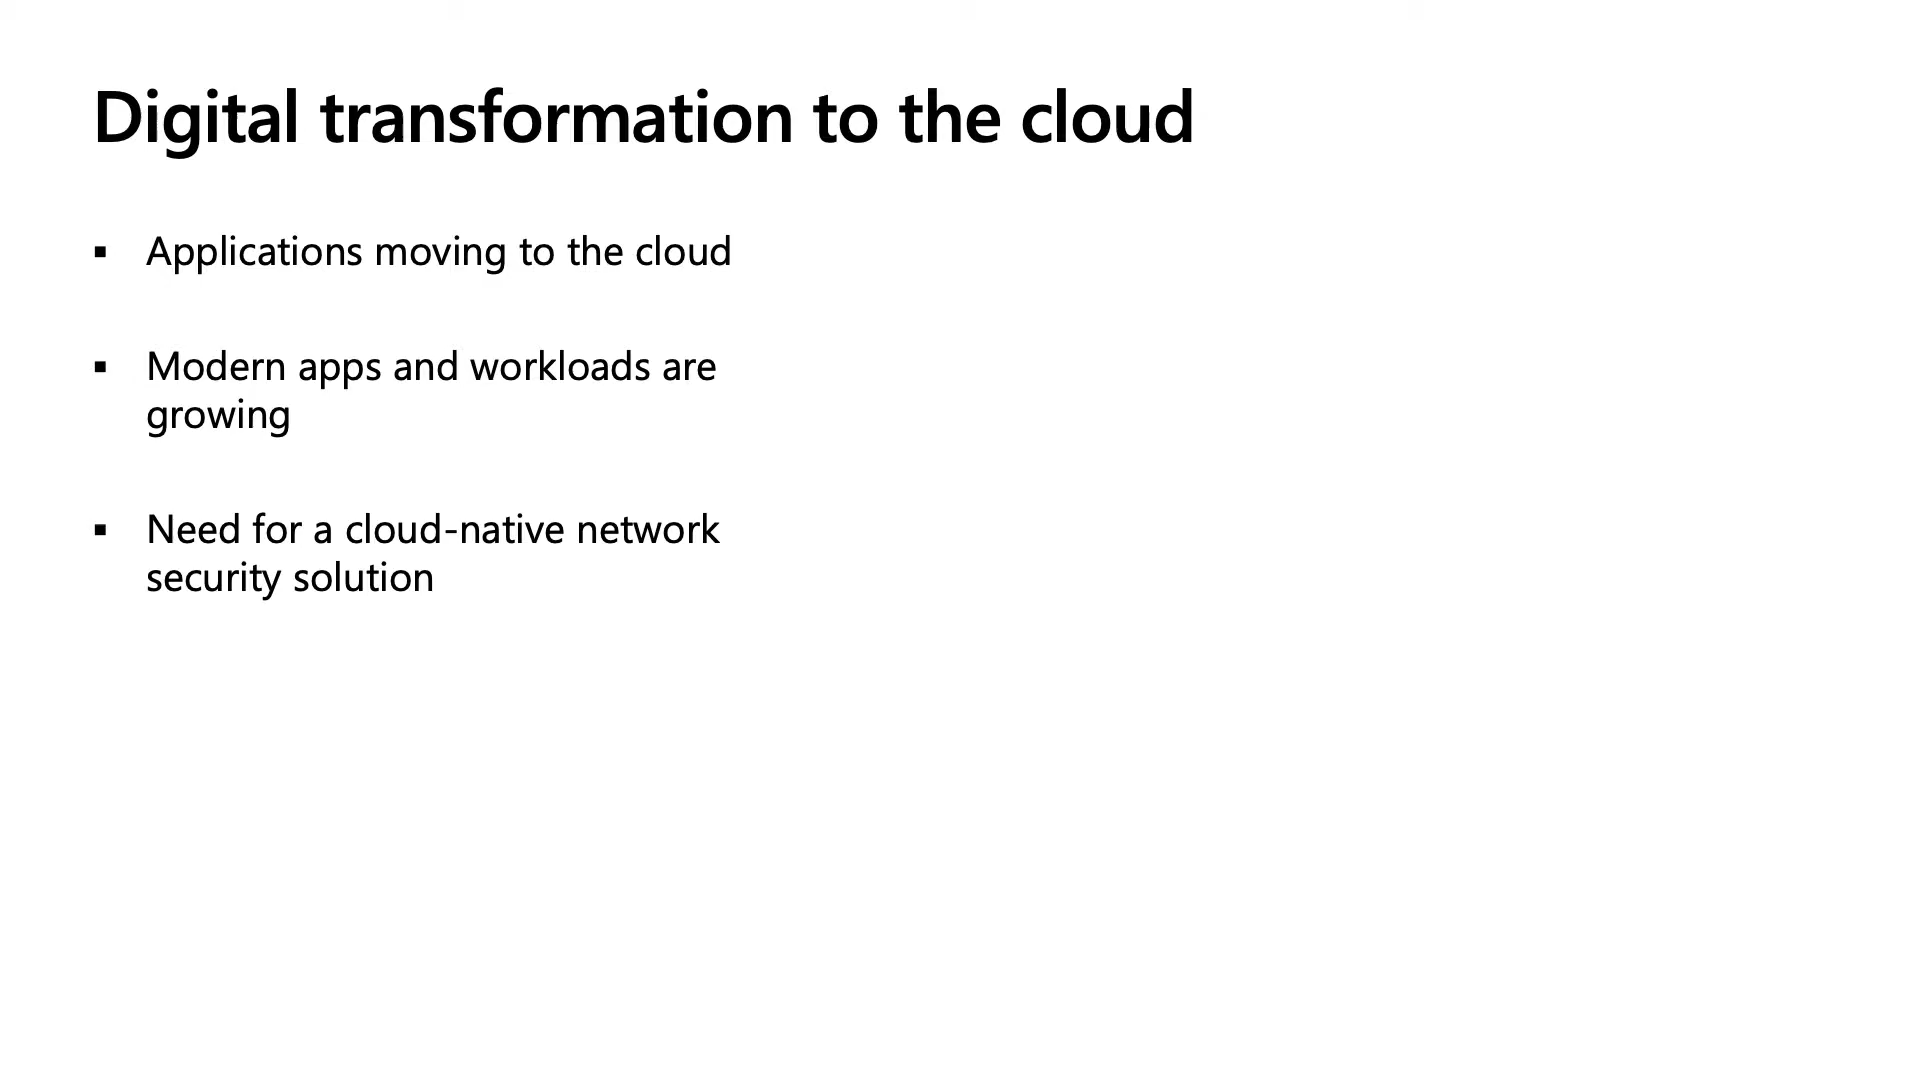 Digital transformation to the cloud
▪ Applications moving to the cloud
▪ Modern apps and workloads are
growing
▪ Need for a cloud-native network
security solution